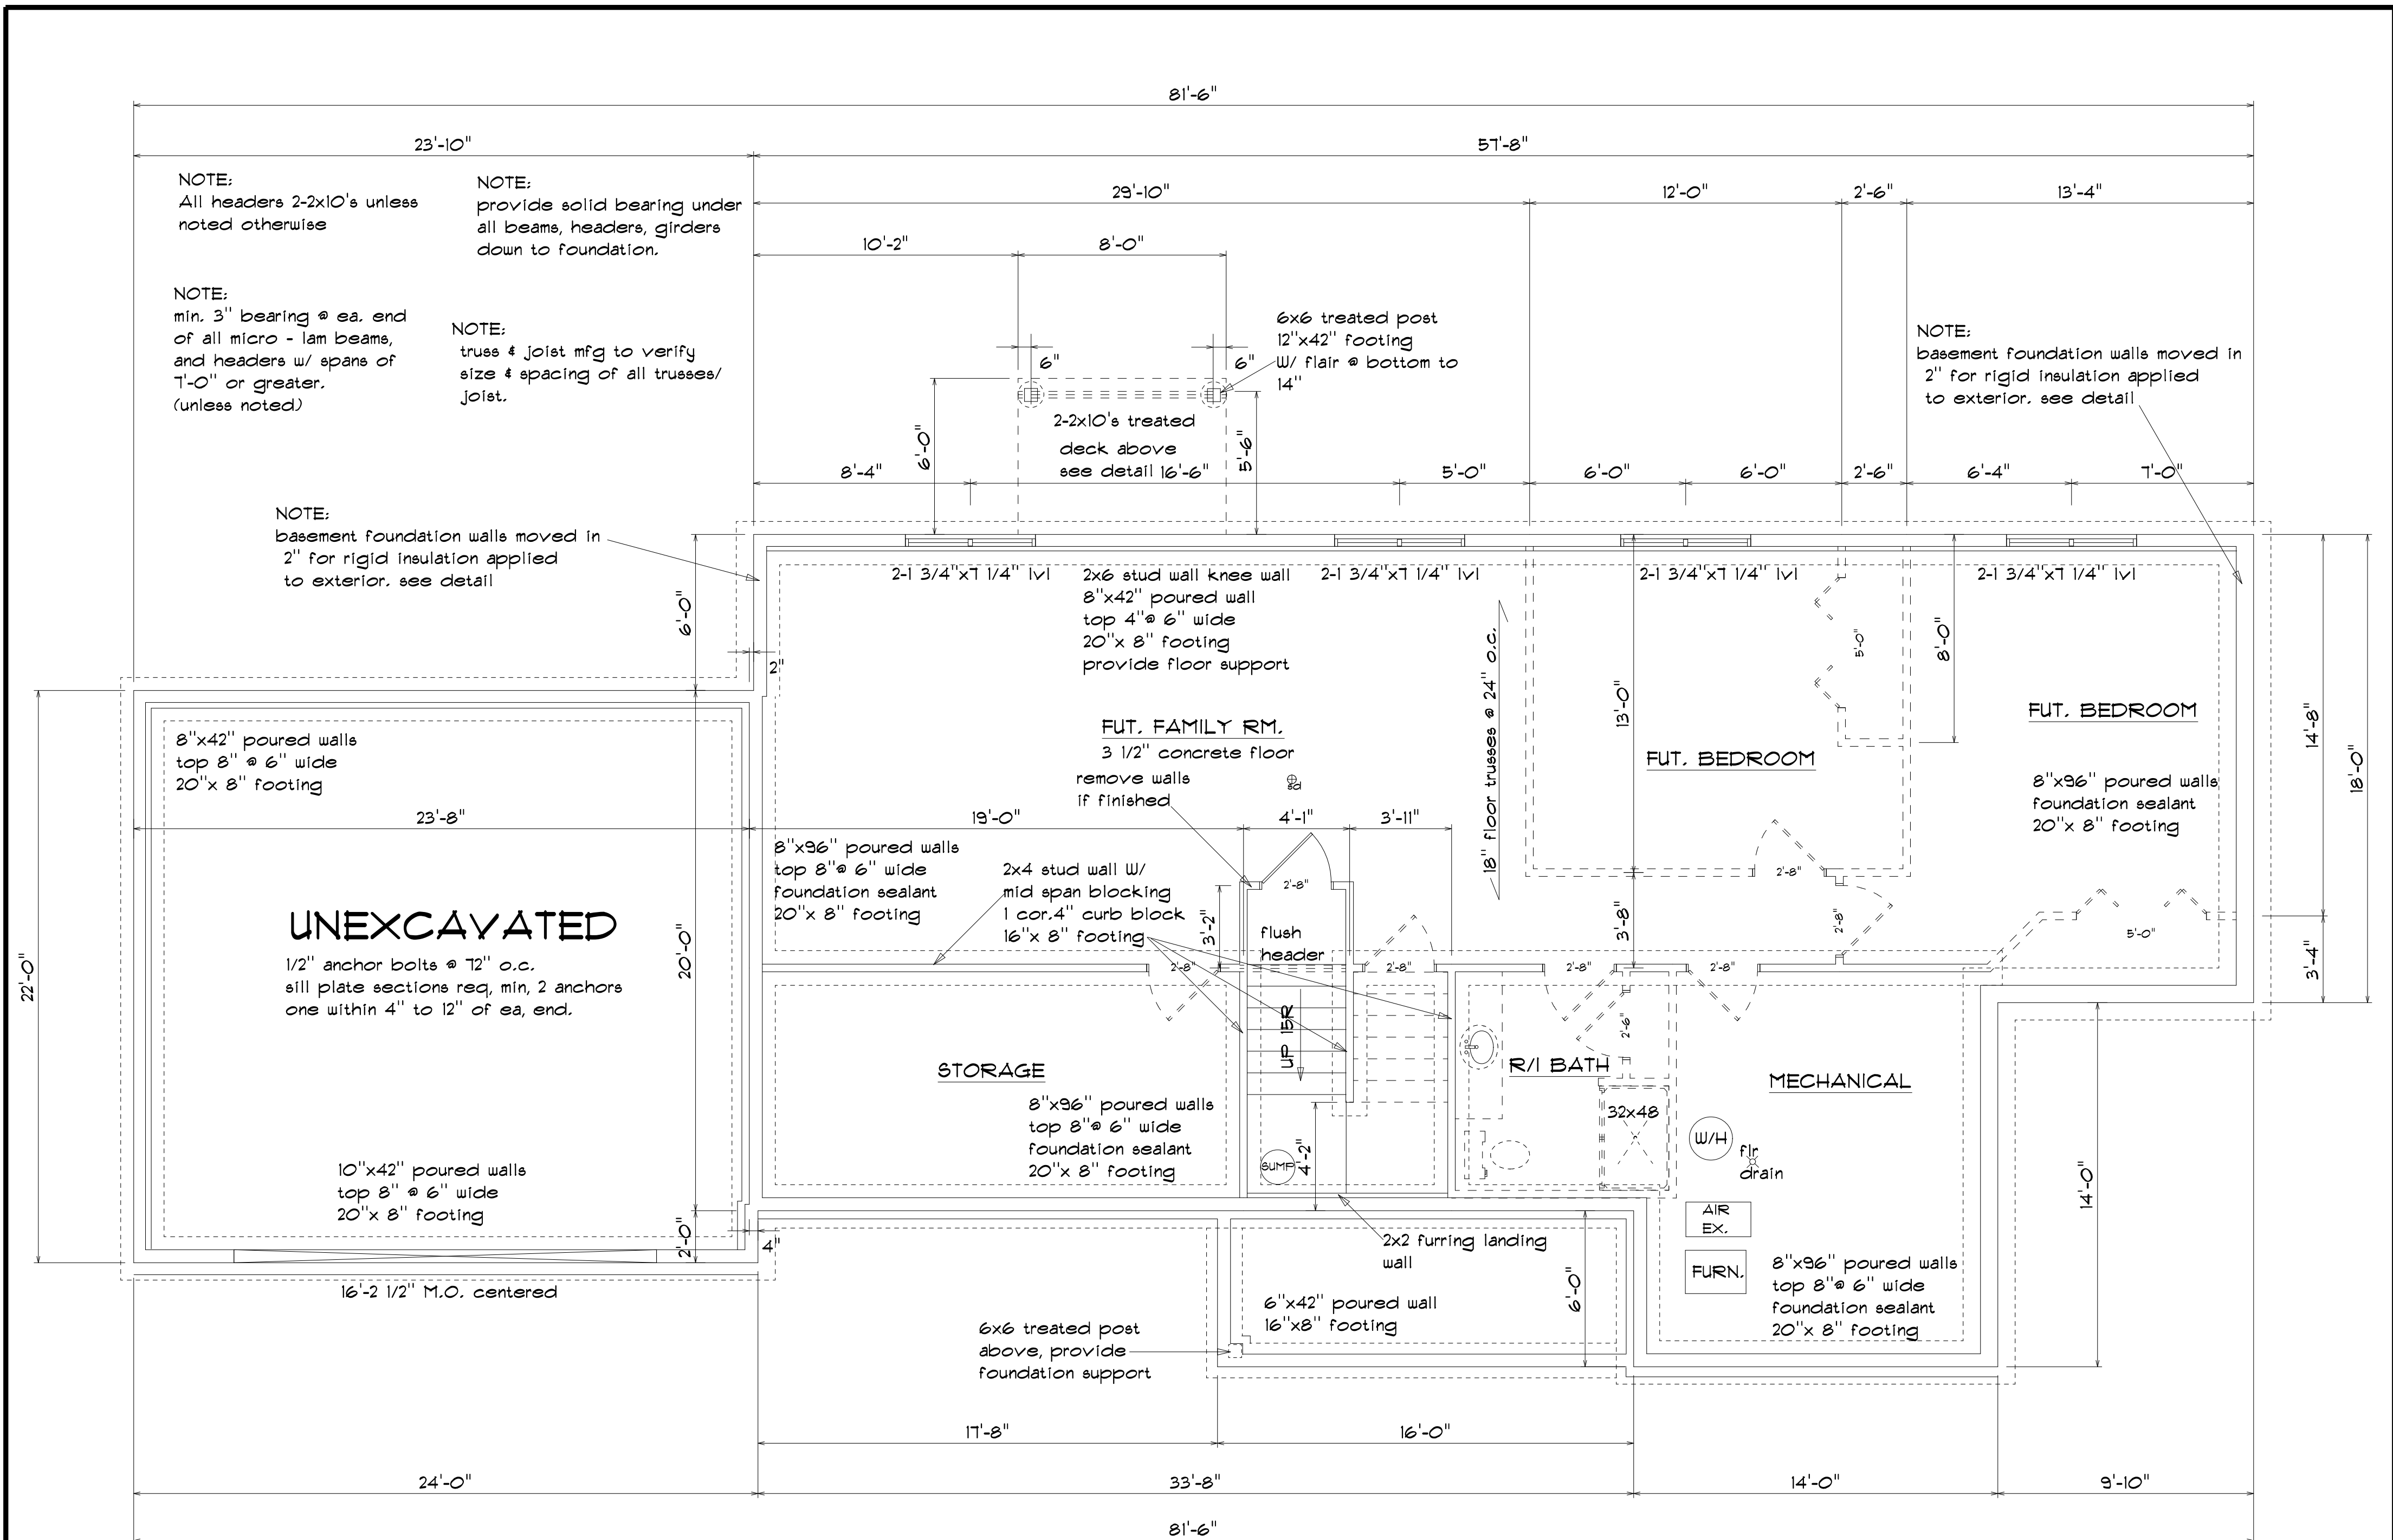 81'-6"
23'-10"
57'-8"
29'-10"
12'-0"
2'-6"
13'-4"
10'-2"
8'-0"
NOTE:
All headers 2-2x10's unless
noted otherwise
NOTE:
provide solid bearing under
all beams, headers, girders
down to foundation.
NOTE:
min. 3" bearing @ ea. end
of all micro - lam beams,
and headers w/ spans of
7'-0" or greater.
(unless noted)
NOTE:
truss & joist mfg to verify
size & spacing of all trusses/
joist.
6x6 treated post
12"x42" footing
W/ flair @ bottom to
14"
6"
6"
NOTE:
basement foundation walls moved in
2" for rigid insulation applied
to exterior. see detail
2-2x10's treated
deck above
see detail
6'-0"
5'-6"
8'-4"
16'-6"
5'-0"
6'-0"
6'-0"
2'-6"
6'-4"
7'-0"
NOTE:
basement foundation walls moved in
2" for rigid insulation applied
to exterior. see detail
6'-0"
2"
2-1 3/4"x7 1/4" lvl
2-1 3/4"x7 1/4" lvl
2-1 3/4"x7 1/4" lvl
2-1 3/4"x7 1/4" lvl
2x6 stud wall knee wall
8"x42" poured wall
top 4"@ 6" wide
20"x 8" footing
provide floor support
18" floor trusses @ 24" o.c.
13'-0"
5'-0"
8'-0"
14'-8"
18'-0"
FUT. FAMILY RM.
3 1/2" concrete floor
sd
remove walls
if finished
FUT. BEDROOM
FUT. BEDROOM
8"x96" poured walls
foundation sealant
20"x 8" footing
8"x42" poured walls
top 8" @ 6" wide
20"x 8" footing
23'-8"
19'-0"
4'-1"
3'-11"
8"x96" poured walls
top 8"@ 6" wide
foundation sealant
20"x 8" footing
2x4 stud wall W/
mid span blocking
1 cor.4" curb block
16"x 8" footing
2'-8"
3'-2"
flush
header
3'-8"
2'-8"
2'-8"
5'-0"
3'-4"
22'-0"
20'-0"
UNEXCAVATED
1/2" anchor bolts @ 72" o.c.
sill plate sections req, min, 2 anchors
one within 4" to 12" of ea, end.
2'-8"
2'-8"
2'-8"
2'-8"
UP 15R
2'-6"
STORAGE
R/I BATH
MECHANICAL
8"x96" poured walls
top 8"@ 6" wide
foundation sealant
20"x 8" footing
32x48
W/H
flr
drain
SUMP
4'-2"
14'-0"
10"x42" poured walls
top 8" @ 6" wide
20"x 8" footing
AIR
EX.
FURN.
2'-0"
4"
2x2 furring landing
wall
8"x96" poured walls
top 8"@ 6" wide
foundation sealant
20"x 8" footing
6'-0"
16'-2 1/2" M.O. centered
6"x42" poured wall
16"x8" footing
6x6 treated post
above, provide
foundation support
17'-8"
16'-0"
24'-0"
33'-8"
14'-0"
9'-10"
81'-6"